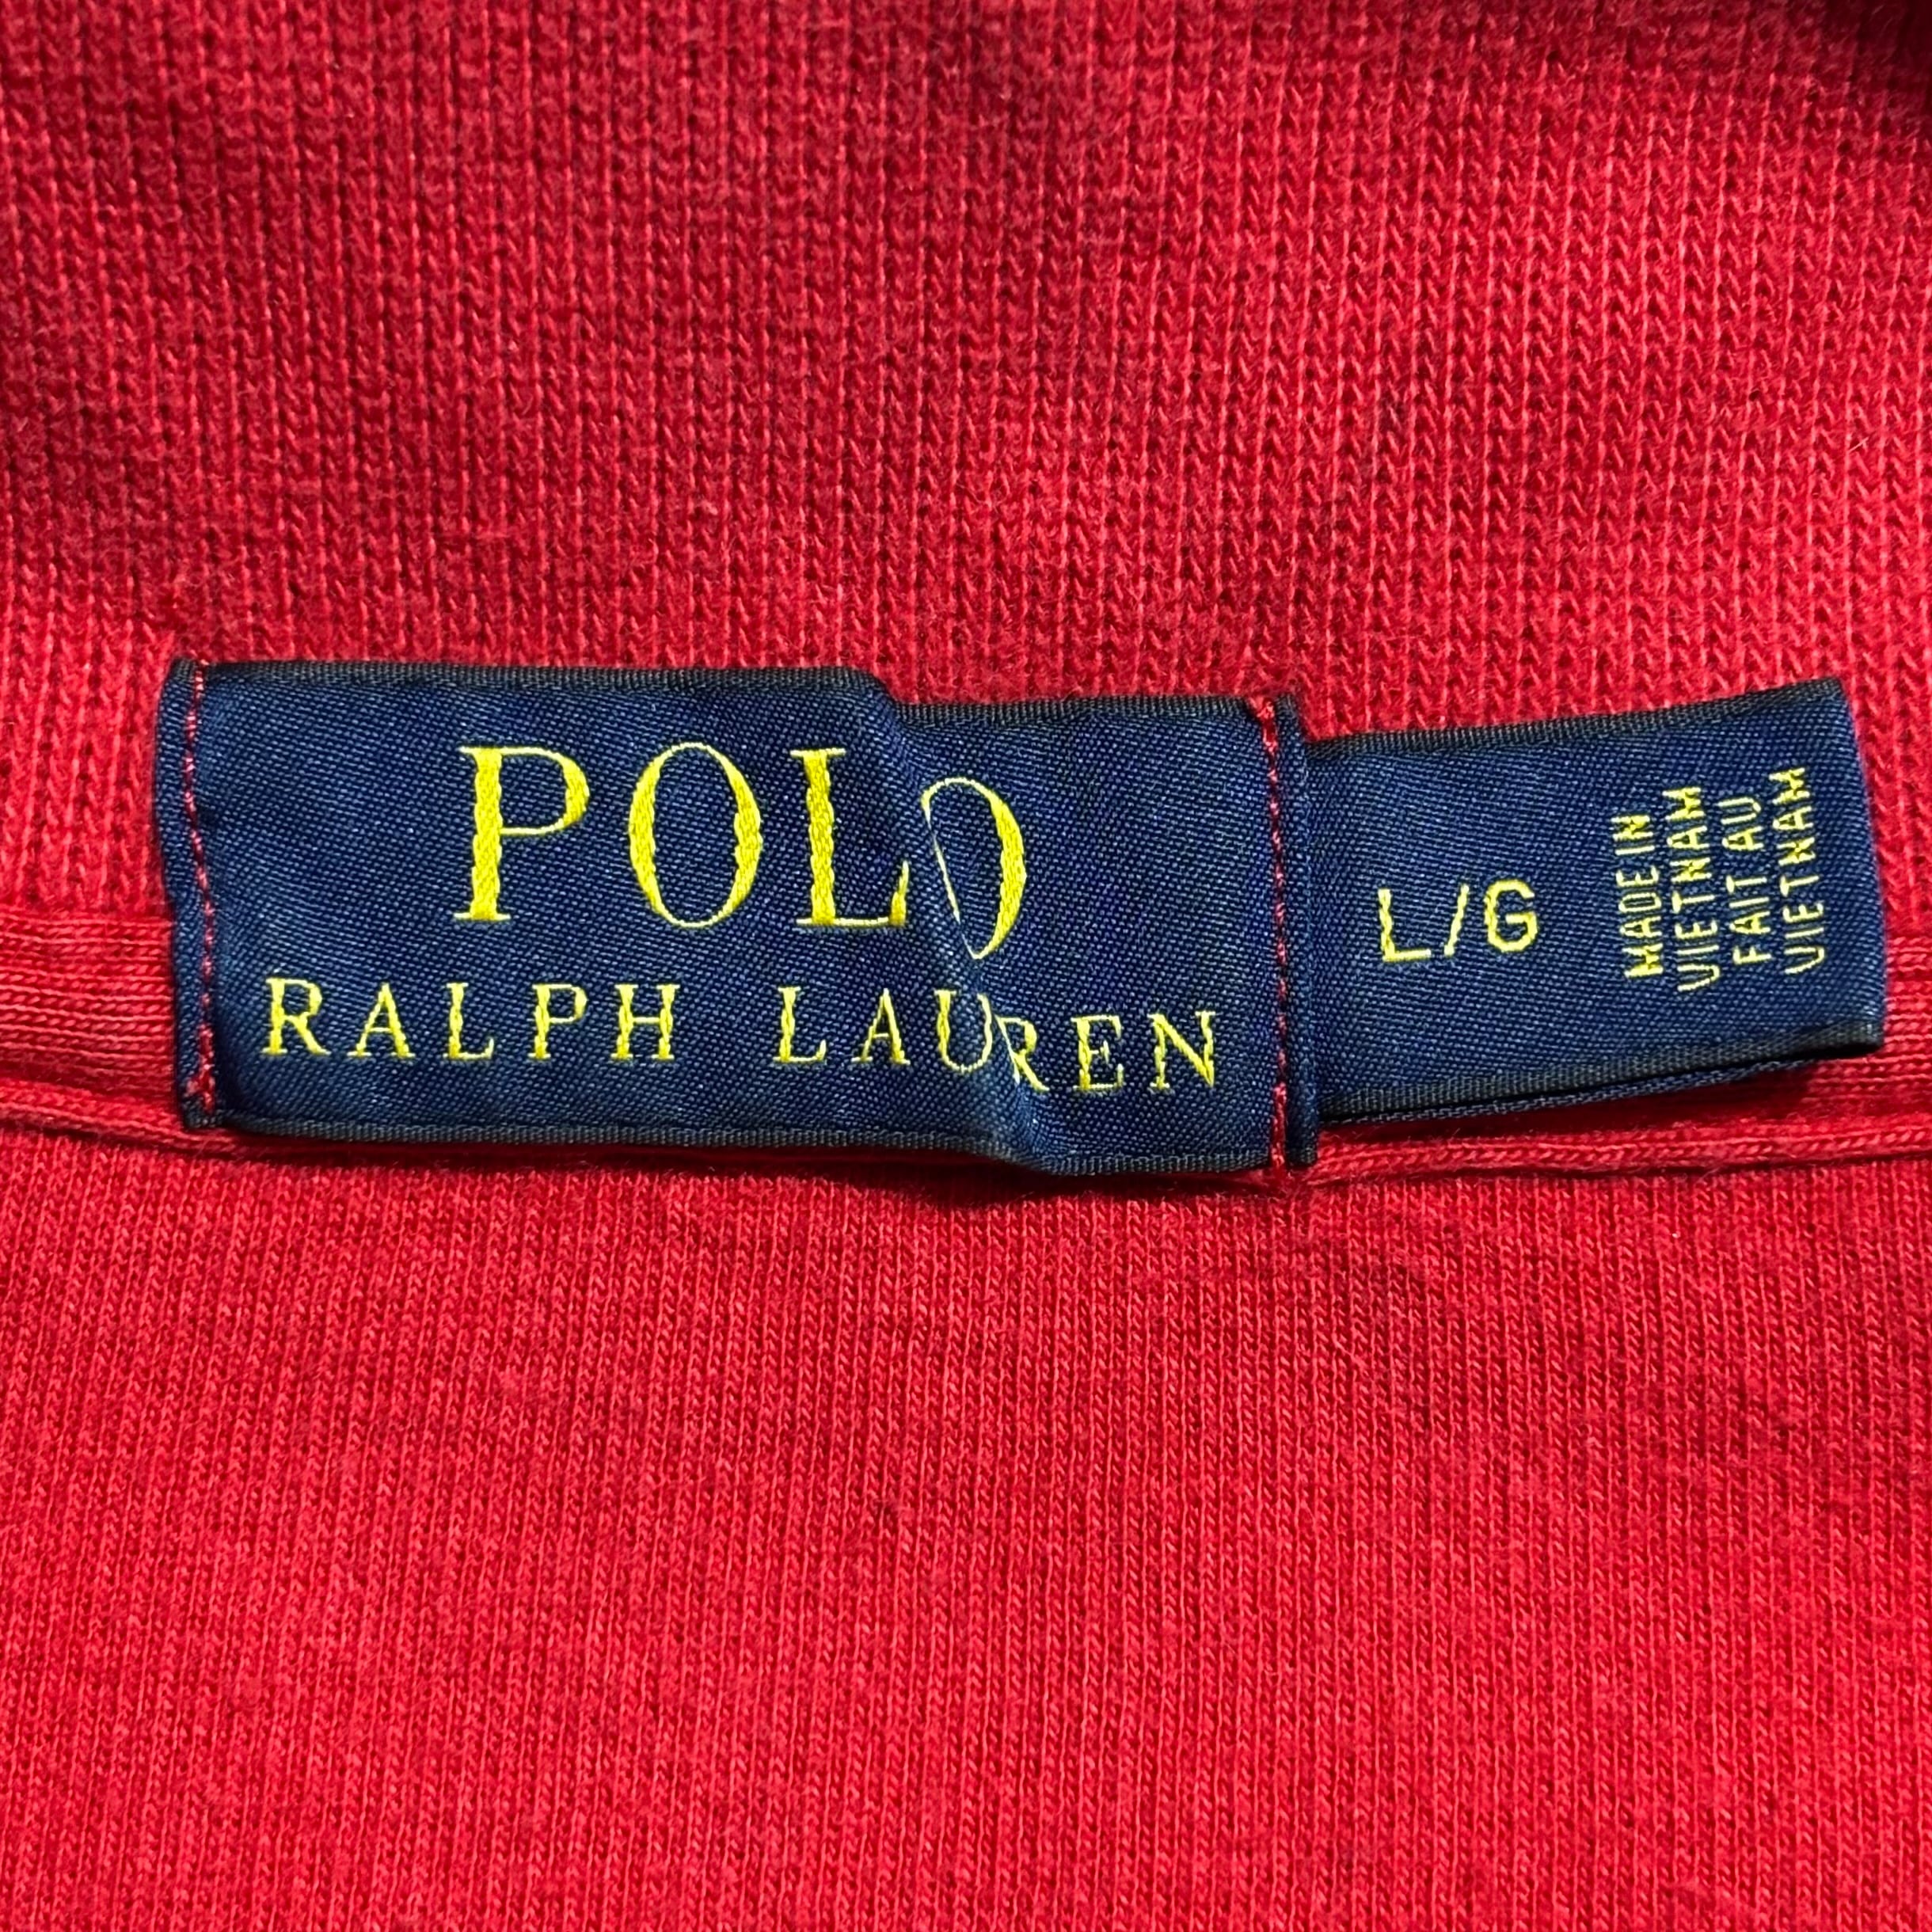 POLO
RALPH LAUREN
L/G
MADE IN
VIETNAM
FAIT AU
VIETNAM